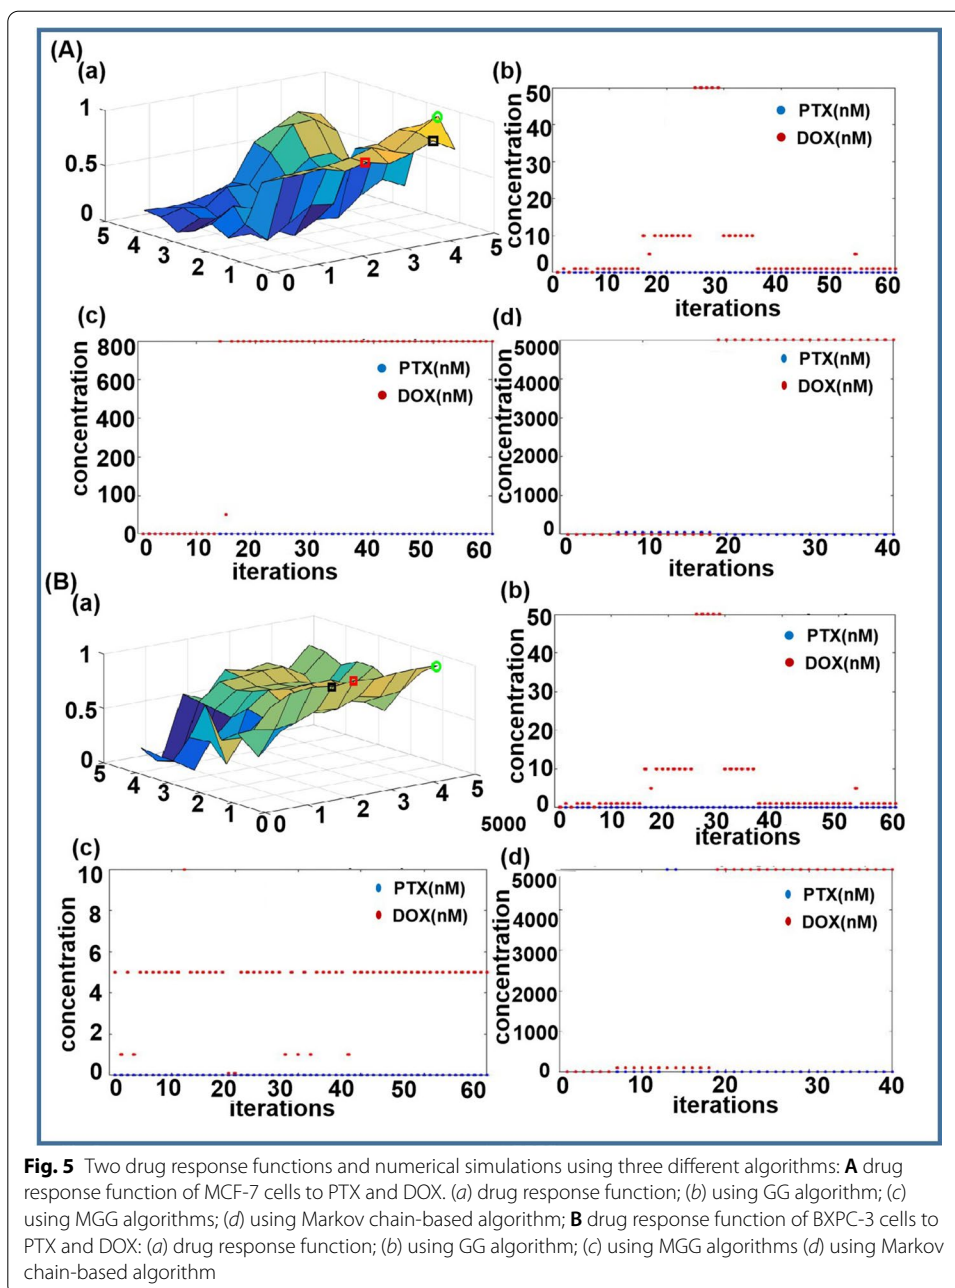 (A)
(a)
1
0.5
0
5
4
3
2
1
0
0
1
2
3
4
5
(b)
50
40
30
20
10
0
concentration
PTX(nM)
DOX(nM)
0 10 20 30 40 50 60
iterations
(c)
800
600
400
200
100
0
concentration
PTX(nM)
DOX(nM)
0 10 20 30 40 50 60
iterations
(d)
5000
4000
3000
2000
1000
0
concentration
PTX(nM)
DOX(nM)
0 10 20 30 40
iterations
(B)
(a)
1
0.5
0
5
4
3
2
1
0
0
1
2
3
4
5
5000
(b)
50
40
30
20
10
0
concentration
PTX(nM)
DOX(nM)
0 10 20 30 40 50 60
iterations
(c)
10
8
6
4
2
0
concentration
PTX(nM)
DOX(nM)
0 10 20 30 40 50 60
iterations
(d)
5000
4000
3000
2000
1000
0
concentration
PTX(nM)
DOX(nM)
0 10 20 30 40
iterations
Fig. 5 Two drug response functions and numerical simulations using three different algorithms: A drug
response function of MCF-7 cells to PTX and DOX. (a) drug response function; (b) using GG algorithm; (c)
using MGG algorithms; (d) using Markov chain-based algorithm; B drug response function of BXPC-3 cells to
PTX and DOX: (a) drug response function; (b) using GG algorithm; (c) using MGG algorithms (d) using Markov
chain-based algorithm